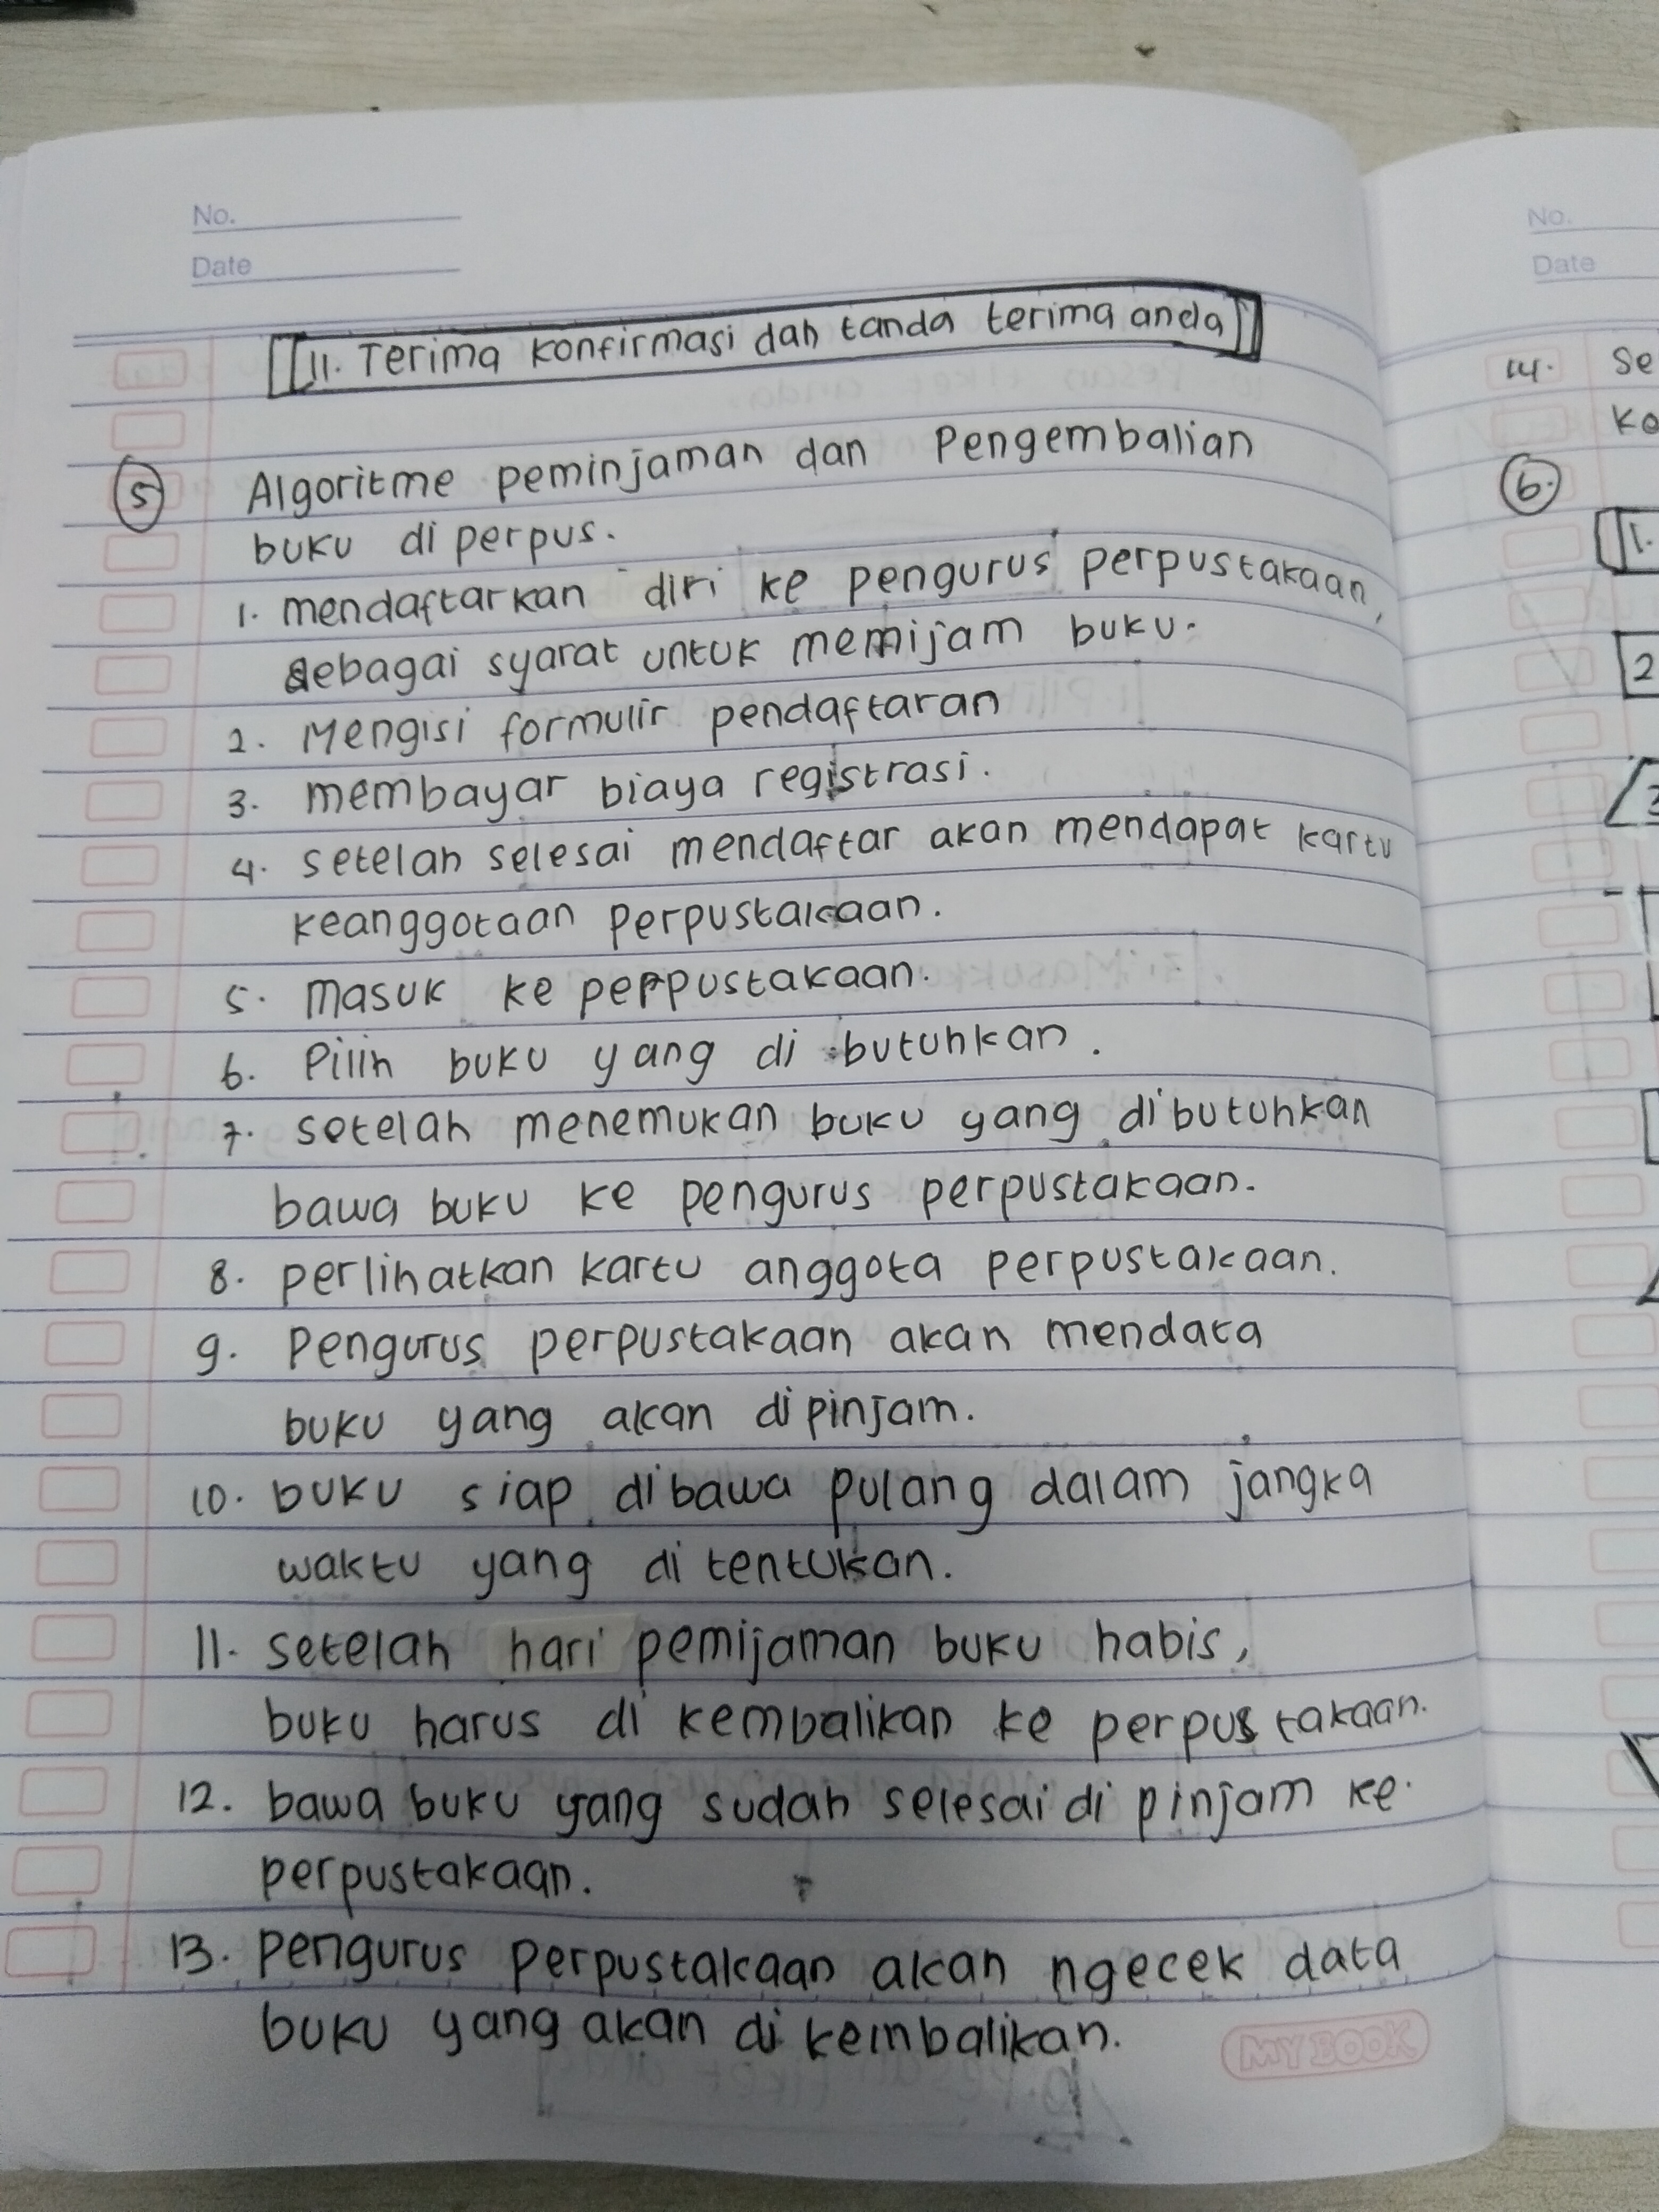 No.
Date
11. Terima konfirmasi dan tanda terima anda
5 Algoritme peminjaman dan Pengembalian
buku di perpus.
1. mendaftarkan diri ke pengurus perpustakaan,
sebagai syarat untuk memijam buku.
2. Mengisi formulir pendaftaran
3. membayar biaya registrasi.
4. setelah selesai mendaftar akan mendapat kartu
keanggotaan perpustakaan.
5. Masuk ke perpustakaan.
6. Pilih buku yang di butuhkan.
7. setelah menemukan buku yang dibutuhkan
bawa buku ke pengurus perpustakaan.
8. perlihatkan kartu anggota perpustakaan.
9. Pengurus perpustakaan akan mendata
buku yang akan dipinjam.
10. buku siap dibawa pulang dalam jangka
waktu yang di tentukan.
11. setelah hari pemijaman buku habis,
buku harus di kembalikan ke perpustakaan.
12. bawa buku yang sudah selesai di pinjam ke.
perpustakaan.
13. pengurus perpustakaan akan ngecek data
buku yang akan di kembalikan.
MY BOOK
No.
Date
14. Se
Ke
6.
1.
2
3